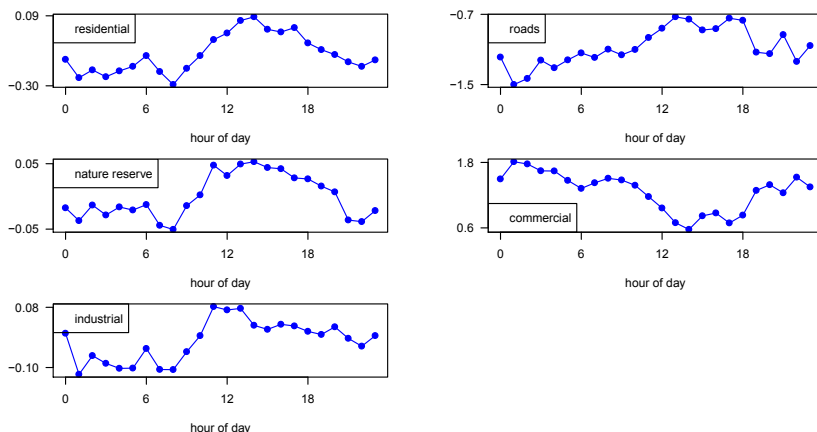 0.09
residential
−0.30
0 6 12 18
hour of day
−0.7
roads
−1.5
0 6 12 18
hour of day
0.05
nature reserve
−0.05
0 6 12 18
hour of day
1.8
commercial
0.6
0 6 12 18
hour of day
0.08
industrial
−0.10
0 6 12 18
hour of day